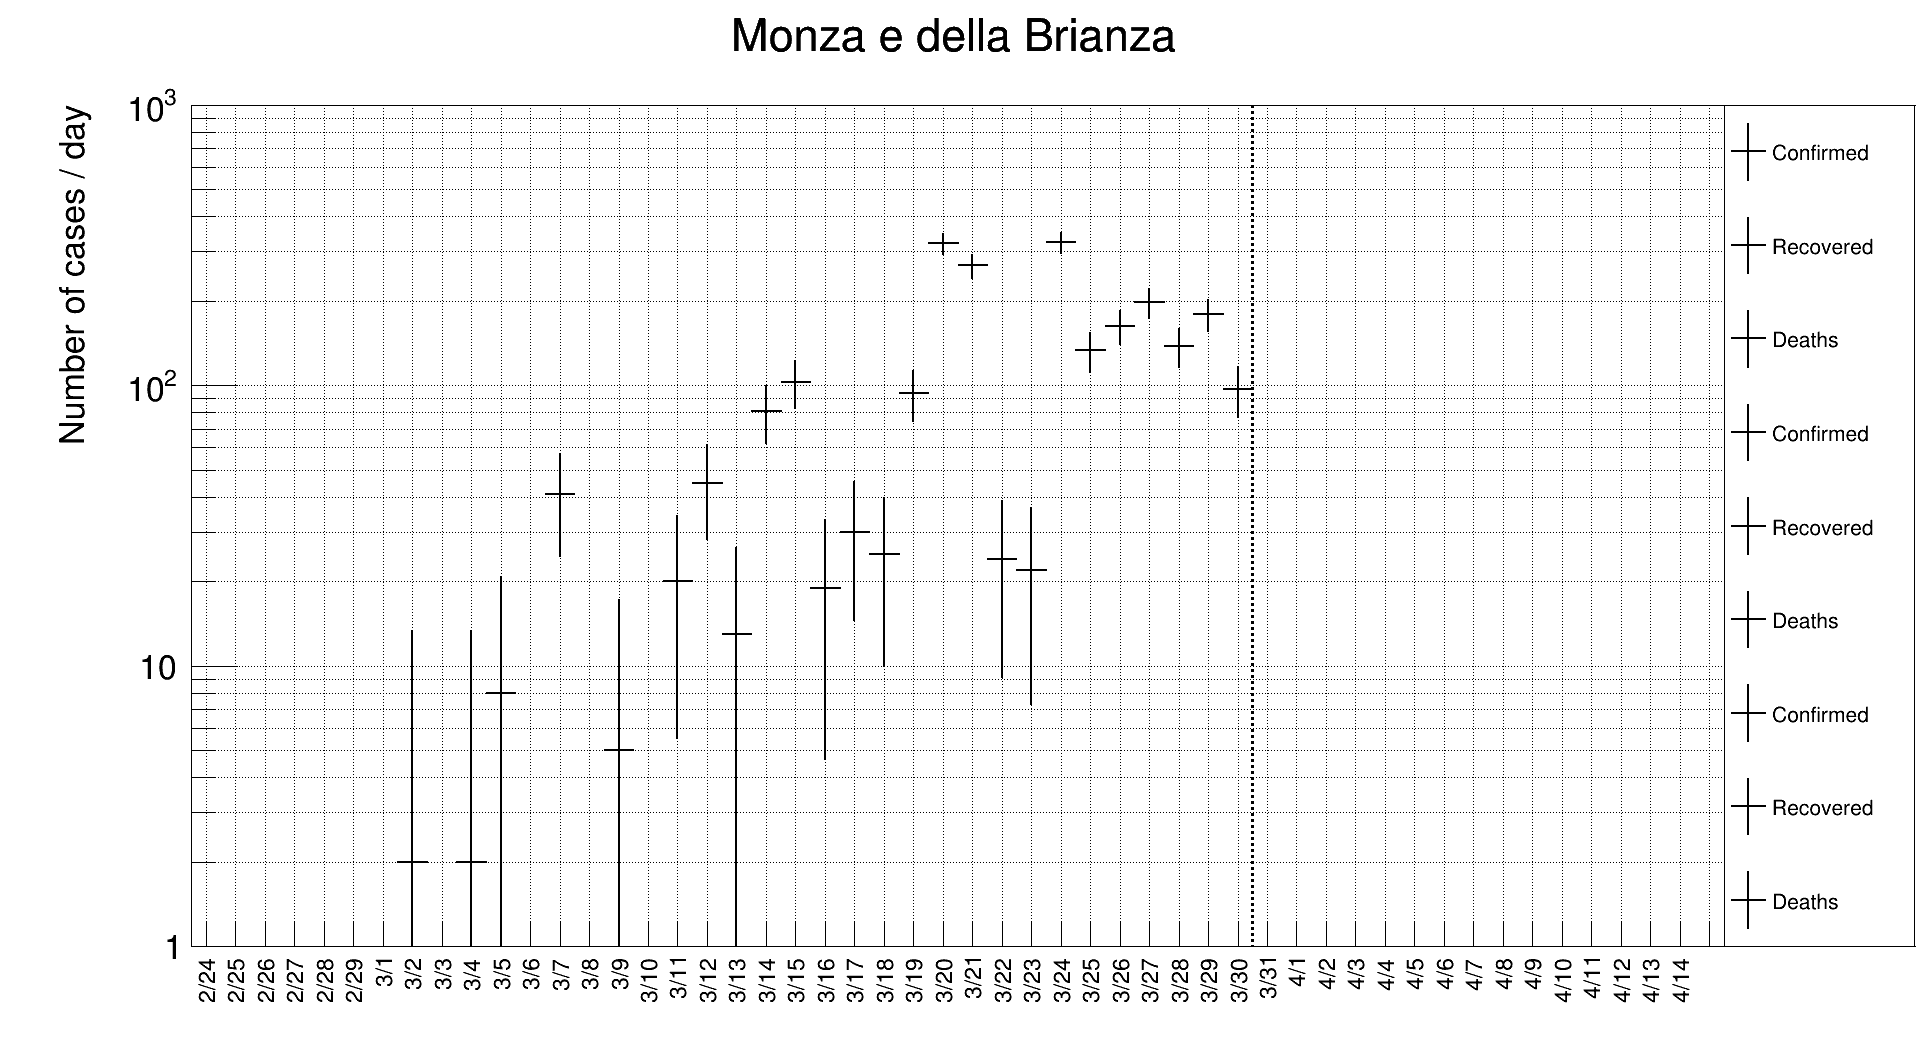 Monza e della Brianza
Number of cases / day
10³
10²
10
1
2/24 2/25 2/26 2/27 2/28 2/29 3/1 3/2 3/3 3/4 3/5 3/6 3/7 3/8 3/9 3/10 3/11 3/12 3/13 3/14 3/15 3/16 3/17 3/18 3/19 3/20 3/21 3/22 3/23 3/24 3/25 3/26 3/27 3/28 3/29 3/30 3/31 4/1 4/2 4/3 4/4 4/5 4/6 4/7 4/8 4/9 4/10 4/11 4/12 4/13 4/14
Confirmed
Recovered
Deaths
Confirmed
Recovered
Deaths
Confirmed
Recovered
Deaths